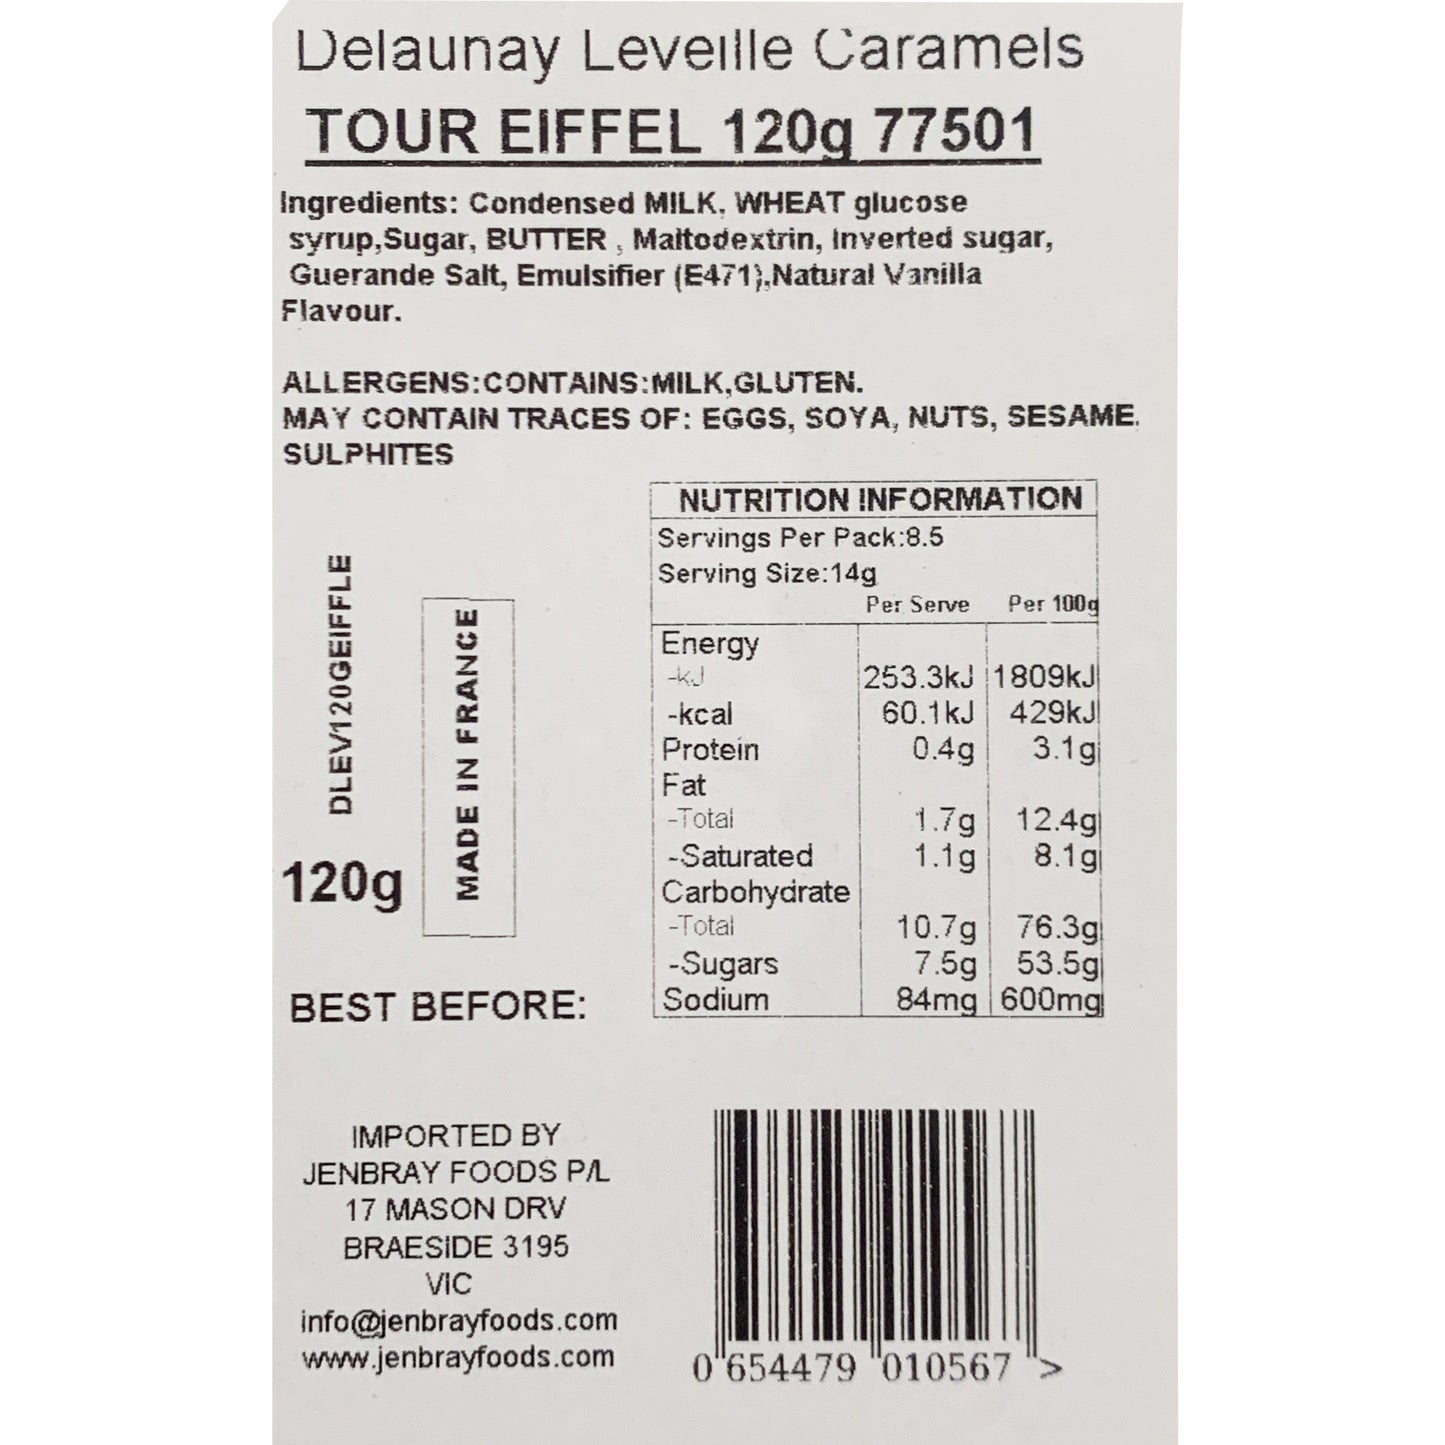 Delaunay Leveille Caramels
TOUR EIFFEL 120g 77501
Ingredients: Condensed MILK, WHEAT glucose
syrup,Sugar, BUTTER , Maltodextrin, Inverted sugar,
Guerande Salt, Emulsifier (E471),Natural Vanilla
Flavour.
ALLERGENS:CONTAINS:MILK,GLUTEN.
MAY CONTAIN TRACES OF: EGGS, SOYA, NUTS, SESAME.
SULPHITES
DLEV120GEIFFLE
MADE IN FRANCE
120g
BEST BEFORE:
NUTRITION INFORMATION
Servings Per Pack:8.5
Serving Size:14g
Per Serve Per 100g
Energy
-kJ 253.3kJ 1809kJ
-kcal 60.1kJ 429kJ
Protein 0.4g 3.1g
Fat
-Total 1.7g 12.4g
-Saturated 1.1g 8.1g
Carbohydrate
-Total 10.7g 76.3g
-Sugars 7.5g 53.5g
Sodium 84mg 600mg
IMPORTED BY
JENBRAY FOODS P/L
17 MASON DRV
BRAESIDE 3195
VIC
info@jenbrayfoods.com
www.jenbrayfoods.com
0 654479 010567 >